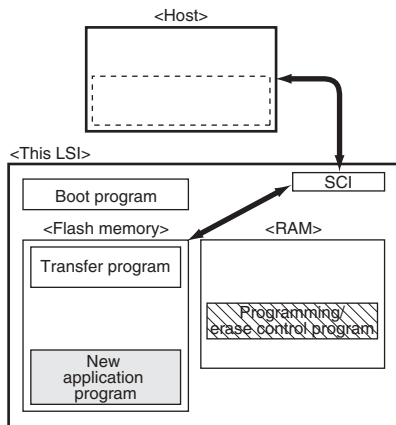 <Host>
<This LSI>
SCI
Boot program
<Flash memory>
<RAM>
Transfer program
Programming/
erase control program
New
application
program